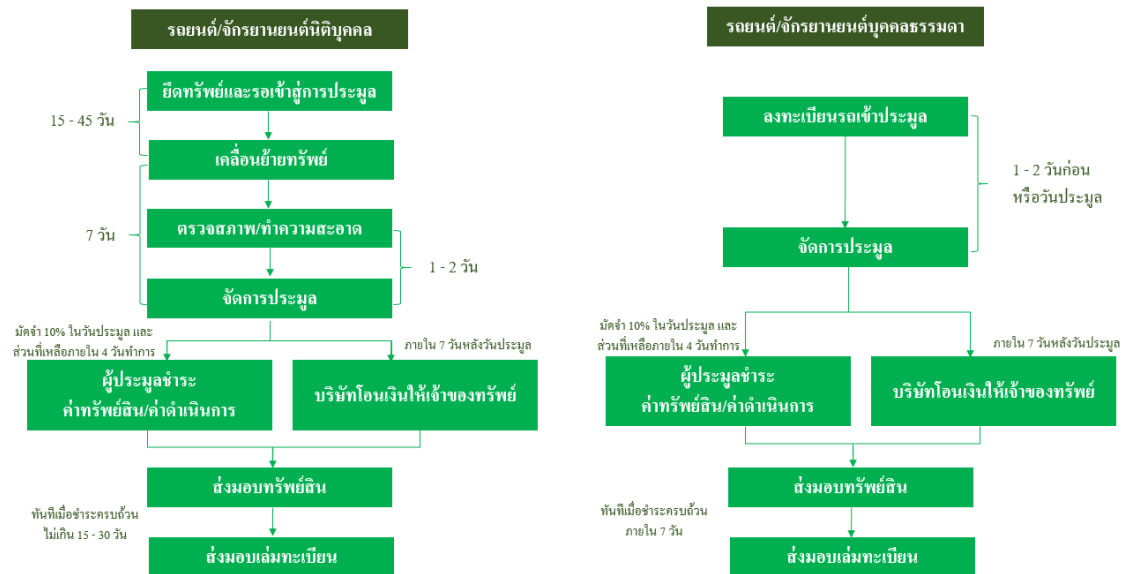 รถยนต์/จักรยานยนต์นิติบุคคล
ยึดทรัพย์และรอเข้าสู่การประมูล
15 - 45 วัน
เคลื่อนย้ายทรัพย์
7 วัน
ตรวจสภาพ/ทำความสะอาด
1 - 2 วัน
จัดการประมูล
มัดจำ 10% ในวันประมูล และ
ส่วนที่เหลือภายใน 4 วันทำการ
ภายใน 7 วันหลังวันประมูล
ผู้ประมูลชำระ
ค่าทรัพย์สิน/ค่าดำเนินการ
บริษัทโอนเงินให้เจ้าของทรัพย์
ส่งมอบทรัพย์สิน
ทันทีเมื่อชำระครบถ้วน
ไม่เกิน 15 - 30 วัน
ส่งมอบเล่มทะเบียน
รถยนต์/จักรยานยนต์บุคคลธรรมดา
ลงทะเบียนรถเข้าประมูล
1 - 2 วันก่อน
หรือวันประมูล
จัดการประมูล
มัดจำ 10% ในวันประมูล และ
ส่วนที่เหลือภายใน 4 วันทำการ
ภายใน 7 วันหลังวันประมูล
ผู้ประมูลชำระ
ค่าทรัพย์สิน/ค่าดำเนินการ
บริษัทโอนเงินให้เจ้าของทรัพย์
ส่งมอบทรัพย์สิน
ทันทีเมื่อชำระครบถ้วน
ภายใน 7 วัน
ส่งมอบเล่มทะเบียน